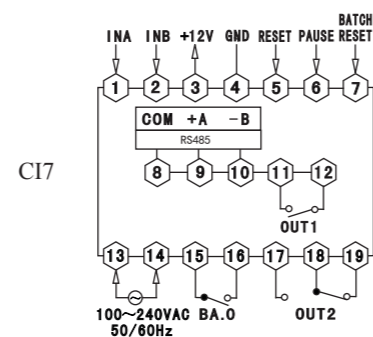 BATCH
INA INB +12V GND RESET PAUSE RESET
1 2 3 4 5 6 7
COM +A -B
RS485
CI7
8 9 10 11 12
OUT1
13 14 15 16 17 18 19
100~240VAC BA.0 OUT2
50/60Hz